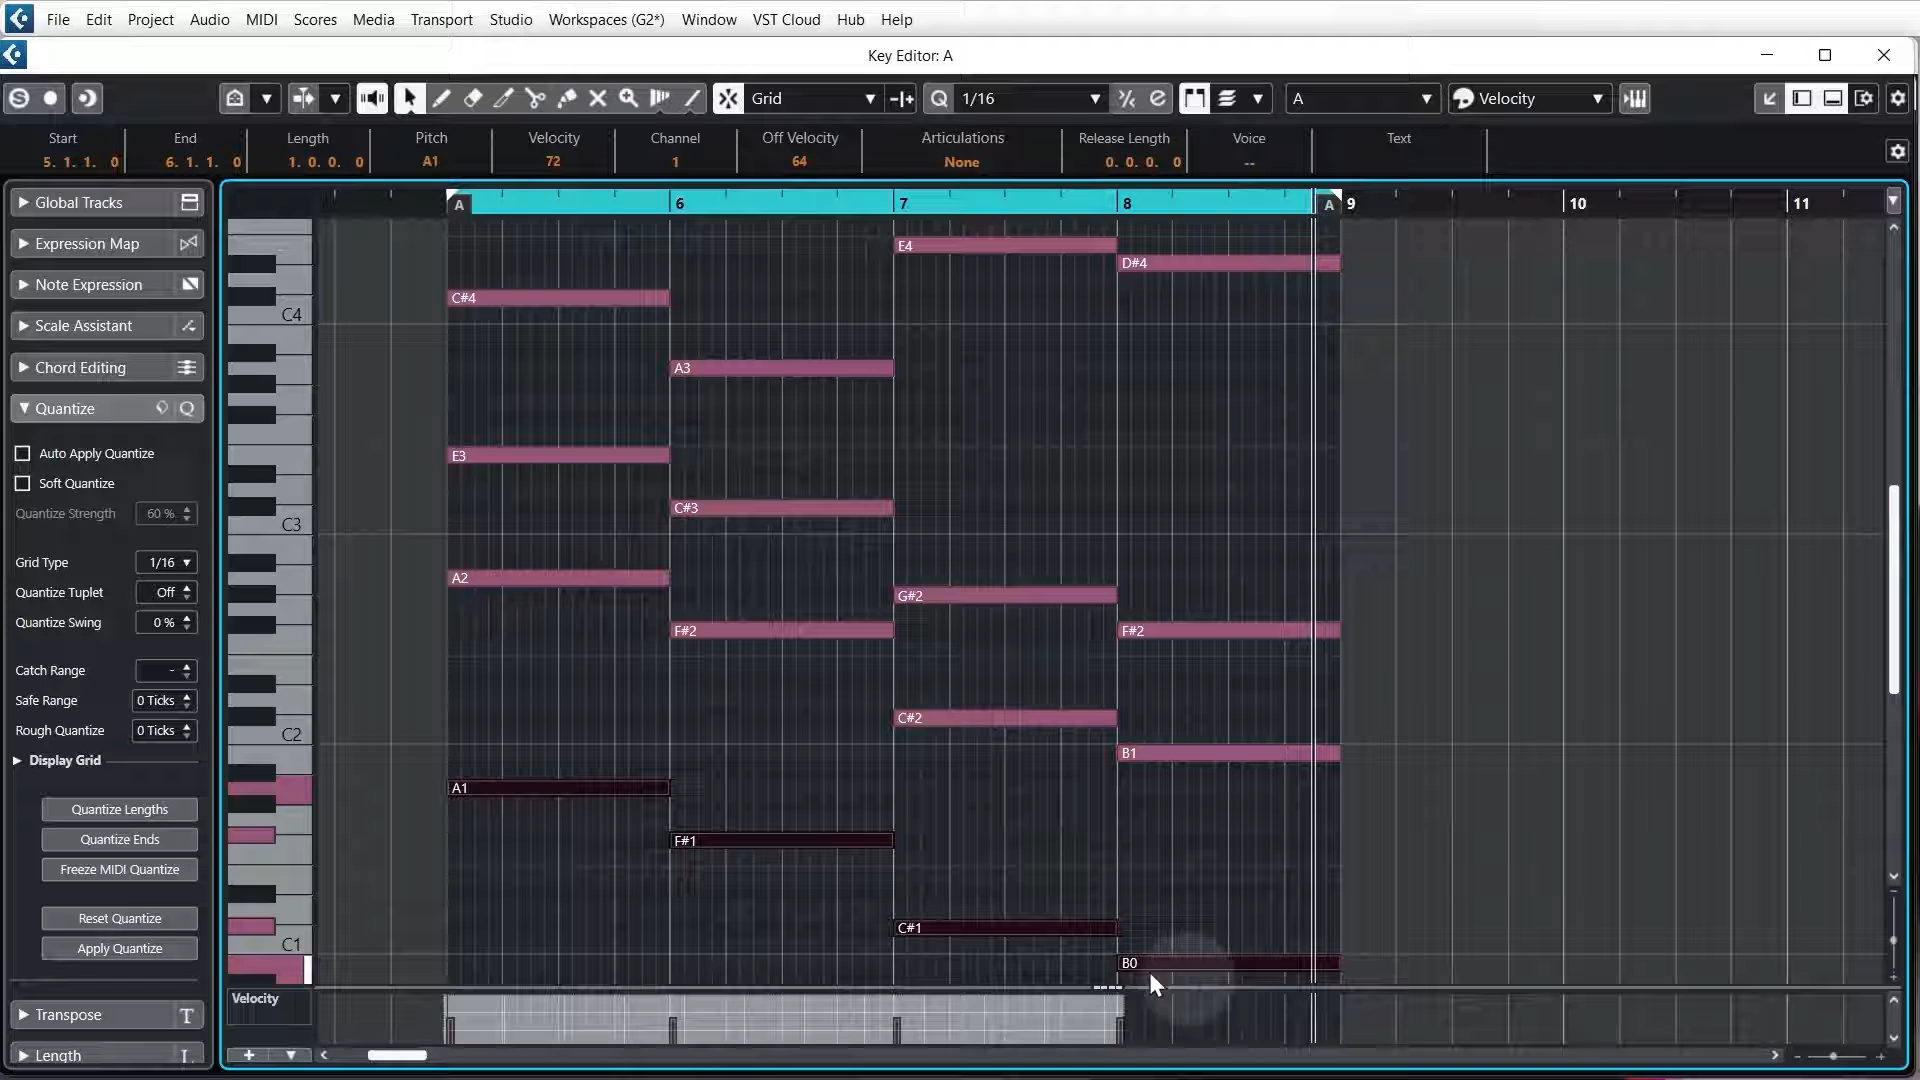 File Edit Project Audio MIDI Scores Media Transport Studio Workspaces (G2*) Window VST Cloud Hub Help
Key Editor: A
Grid 1/16 A Velocity
Start End Length Pitch Velocity Channel Off Velocity Articulations Release Length Voice Text
5. 1. 1. 0 6. 1. 1. 0 1. 0. 0. 0 A1 72 1 64 None 0. 0. 0. 0 --
Global Tracks
Expression Map
Note Expression
Scale Assistant
Chord Editing
Quantize Q
Auto Apply Quantize
Soft Quantize
Quantize Strength 60 %
Grid Type 1/16
Quantize Tuplet Off
Quantize Swing 0 %
Catch Range -
Safe Range 0 Ticks
Rough Quantize 0 Ticks
Display Grid
Quantize Lengths
Quantize Ends
Freeze MIDI Quantize
Reset Quantize
Apply Quantize
Transpose T
Length
A 6 7 8 A 9 10 11
E4
D#4
C#4
C4
A3
E3
C#3
C3
A2
G#2
F#2 F#2
C#2
C2
B1
A1
F#1
C#1
C1
B0
Velocity